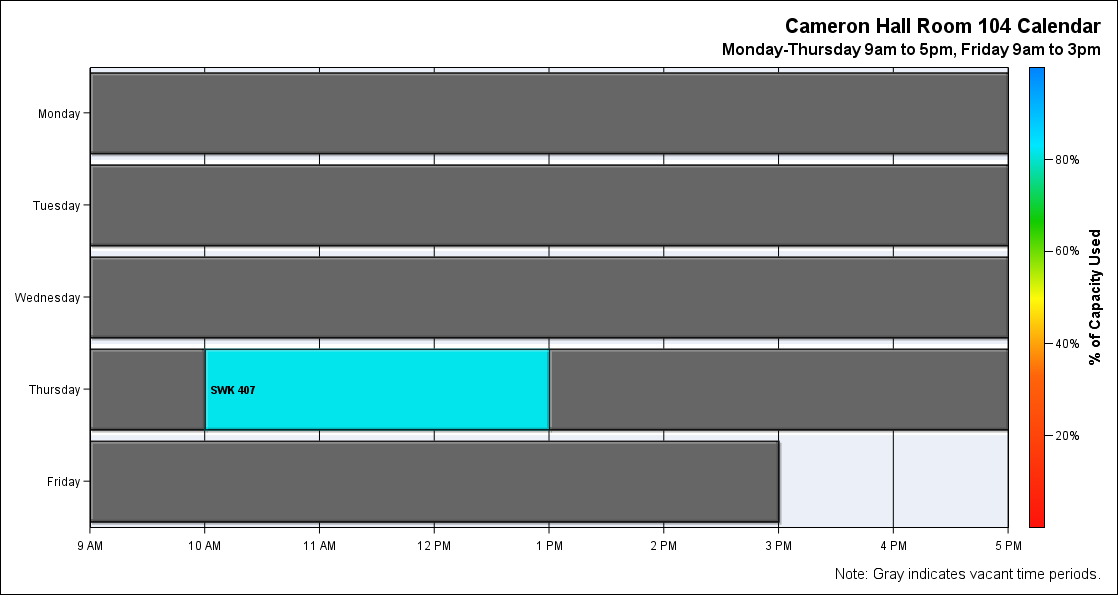 Cameron Hall Room 104 Calendar
Monday-Thursday 9am to 5pm, Friday 9am to 3pm
Monday
Tuesday
Wednesday
Thursday
SWK 407
Friday
9 AM 10 AM 11 AM 12 PM 1 PM 2 PM 3 PM 4 PM 5 PM
80%
60%
40%
20%
% of Capacity Used
Note: Gray indicates vacant time periods.